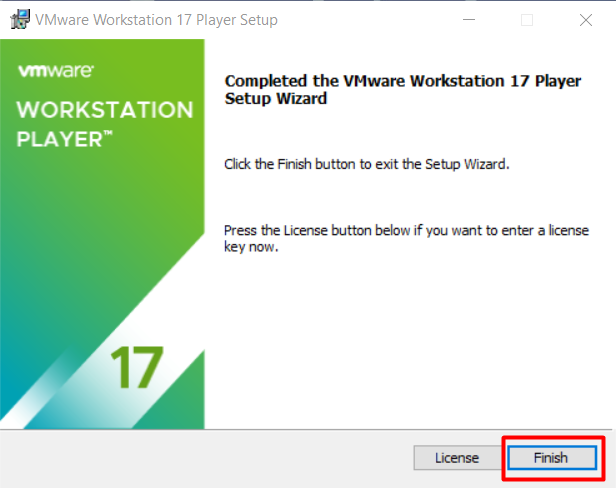 VMware Workstation 17 Player Setup
vmware®
WORKSTATION
PLAYER™
17
Completed the VMware Workstation 17 Player
Setup Wizard
Click the Finish button to exit the Setup Wizard.
Press the License button below if you want to enter a license
key now.
License
Finish